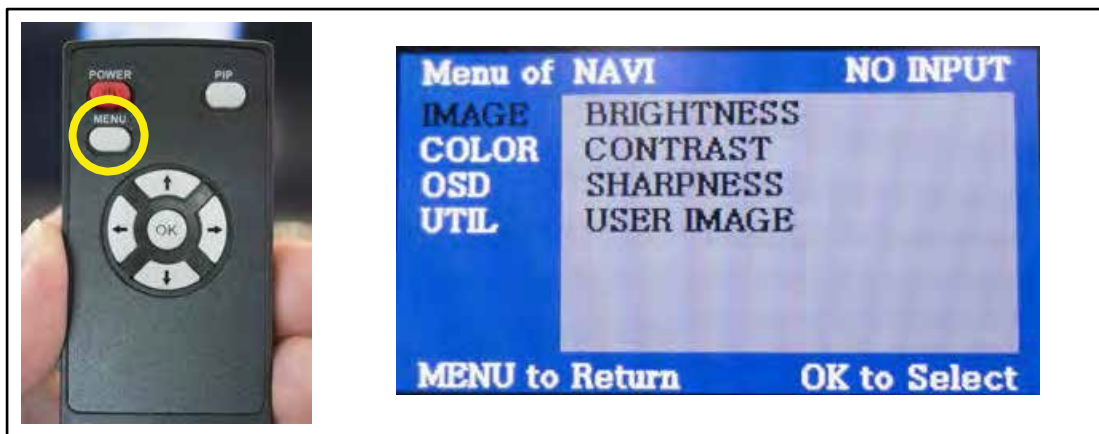 POWER PIP
MENU
OK
Menu of NAVI NO INPUT
IMAGE BRIGHTNESS
COLOR CONTRAST
OSD SHARPNESS
UTIL USER IMAGE
MENU to Return OK to Select